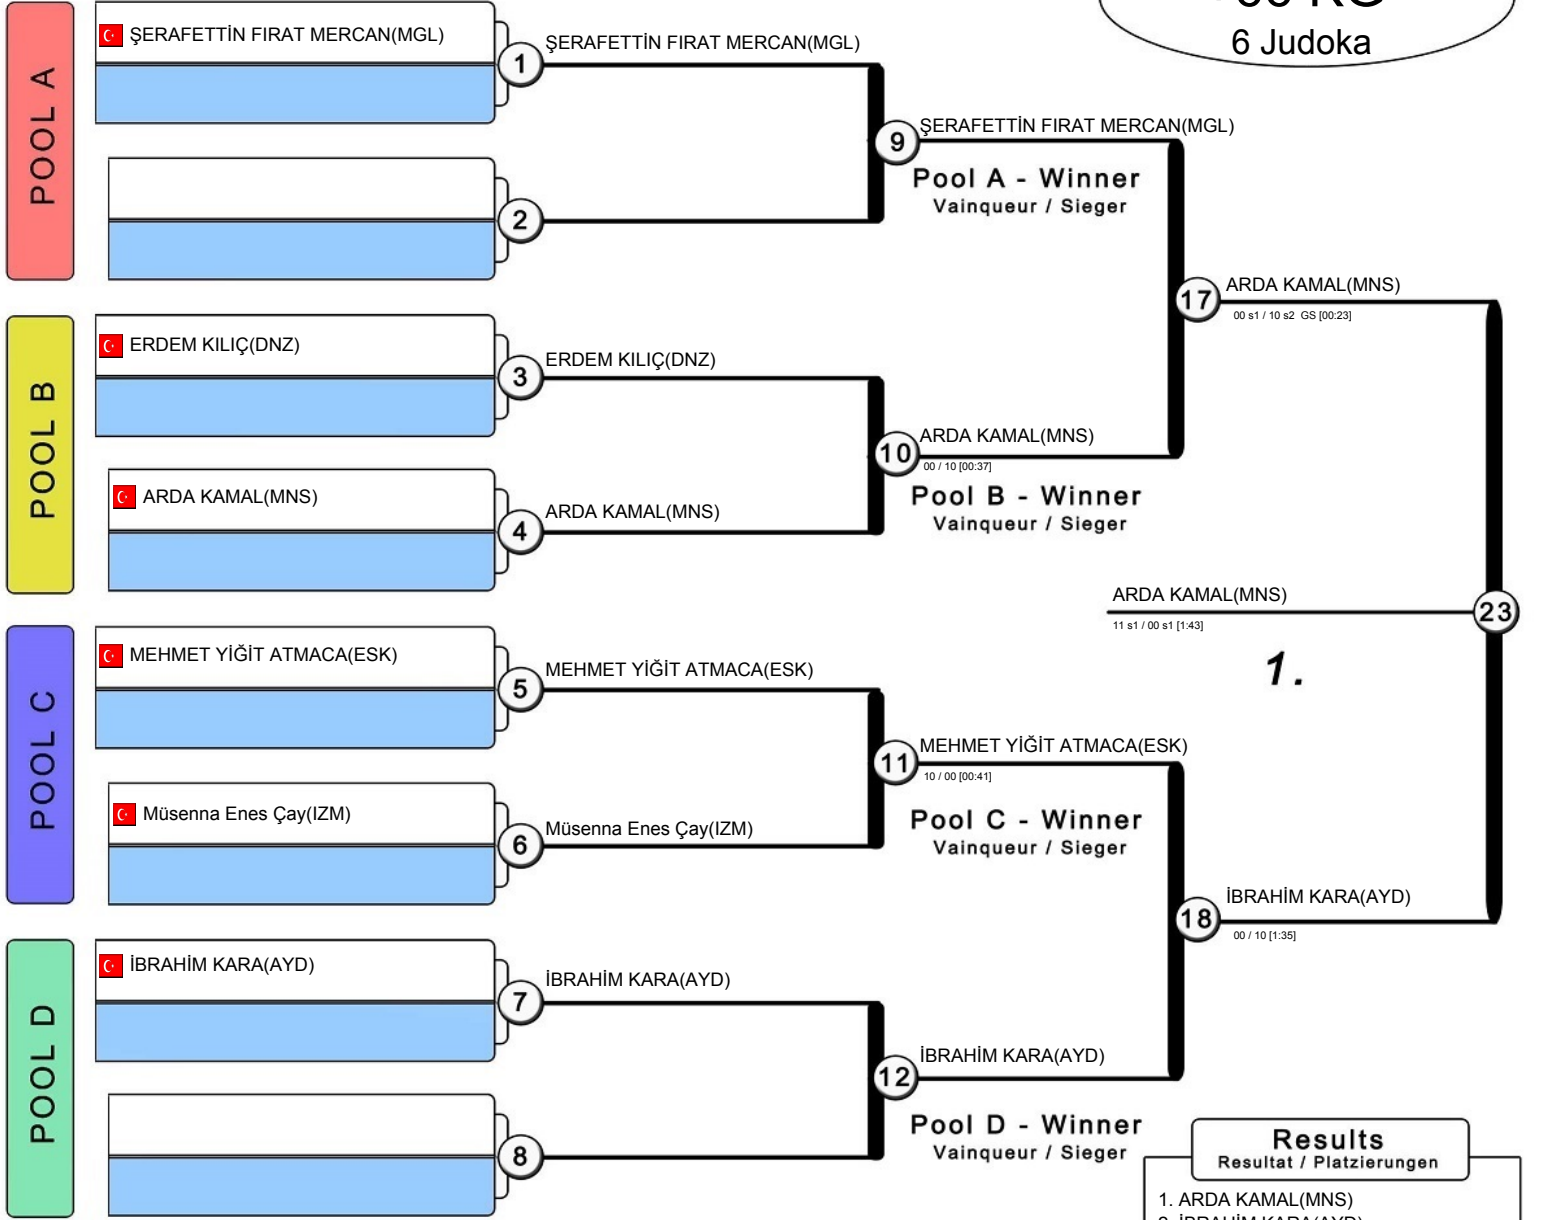 6 Judoka
POOL A
ŞERAFETTİN FIRAT MERCAN(MGL)
1
ŞERAFETTİN FIRAT MERCAN(MGL)
2
9
ŞERAFETTİN FIRAT MERCAN(MGL)
Pool A - Winner
Vainqueur / Sieger
17
ARDA KAMAL(MNS)
00 s1 / 10 s2 GS [00:23]
POOL B
ERDEM KILIÇ(DNZ)
3
ERDEM KILIÇ(DNZ)
ARDA KAMAL(MNS)
4
ARDA KAMAL(MNS)
10
ARDA KAMAL(MNS)
00 / 10 [00:37]
Pool B - Winner
Vainqueur / Sieger
ARDA KAMAL(MNS)
11 s1 / 00 s1 [1:43]
23
1.
POOL C
MEHMET YİĞİT ATMACA(ESK)
5
MEHMET YİĞİT ATMACA(ESK)
Müsenna Enes Çay(IZM)
6
Müsenna Enes Çay(IZM)
11
MEHMET YİĞİT ATMACA(ESK)
10 / 00 [00:41]
Pool C - Winner
Vainqueur / Sieger
18
İBRAHİM KARA(AYD)
00 / 10 [1:35]
POOL D
İBRAHİM KARA(AYD)
7
İBRAHİM KARA(AYD)
8
12
İBRAHİM KARA(AYD)
Pool D - Winner
Vainqueur / Sieger
Results
Resultat / Platzierungen
1. ARDA KAMAL(MNS)
2. İBRAHİM KARA(AYD)